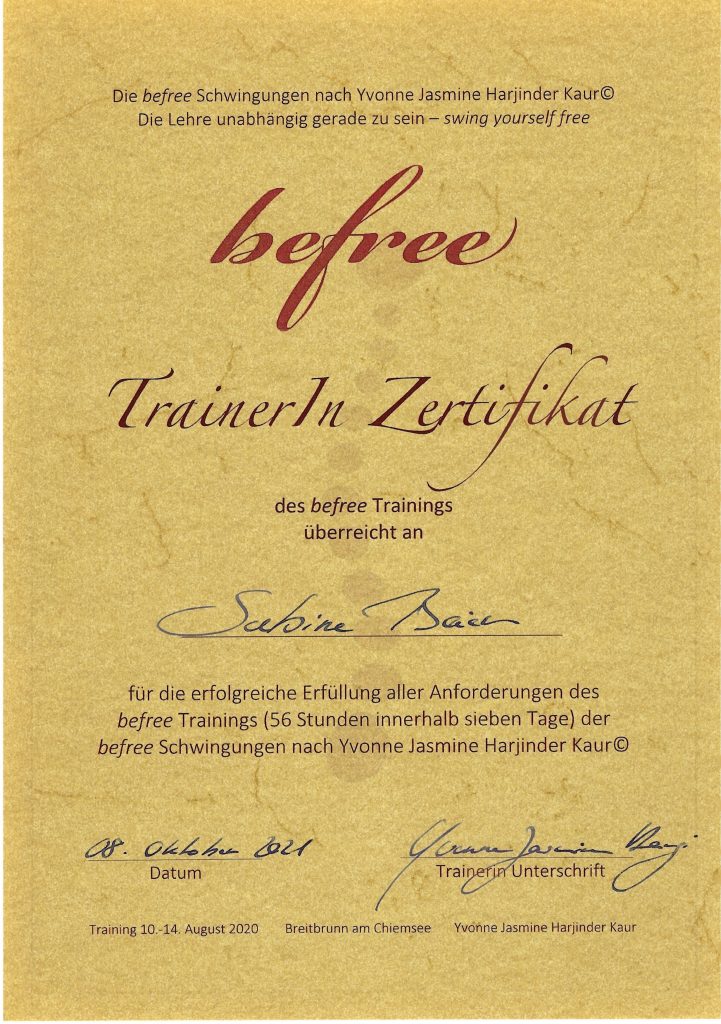 Die befree Schwingungen nach Yvonne Jasmine Harjinder Kaur©
Die Lehre unabhängig gerade zu sein – swing yourself free
befree
TrainerIn Zertifikat
des befree Trainings
überreicht an
Sabine Baier
für die erfolgreiche Erfüllung aller Anforderungen des
befree Trainings (56 Stunden innerhalb sieben Tage) der
befree Schwingungen nach Yvonne Jasmine Harjinder Kaur©
08. Oktober 2021
Yvonne Jasmine
Datum
Trainerin Unterschrift
Training 10.-14. August 2020 Breitbrunn am Chiemsee Yvonne Jasmine Harjinder Kaur